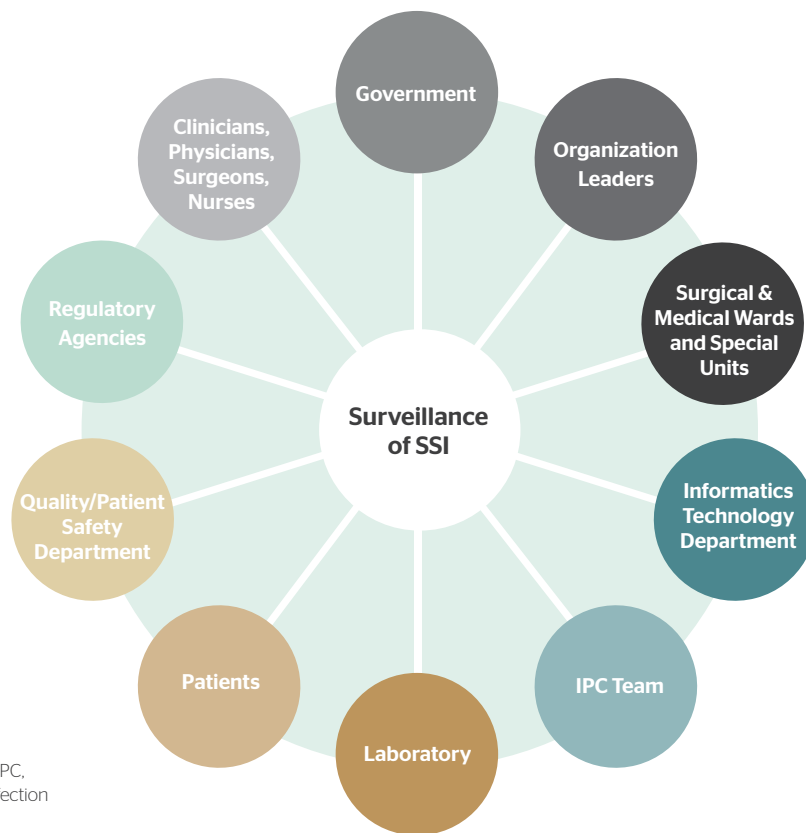 Government
Organization
Leaders
Surgical &
Medical Wards
and Special
Units
Informatics
Technology
Department
IPC Team
Laboratory
Patients
Quality/Patient
Safety
Department
Regulatory
Agencies
Clinicians,
Physicians,
Surgeons,
Nurses
Surveillance
of SSI